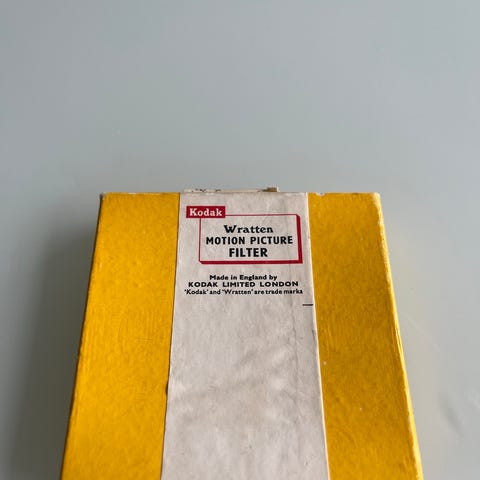 Kodak
Wratten
MOTION PICTURE
FILTER
Made in England by
KODAK LIMITED LONDON
'Kodak' and 'Wratten' are trade marks